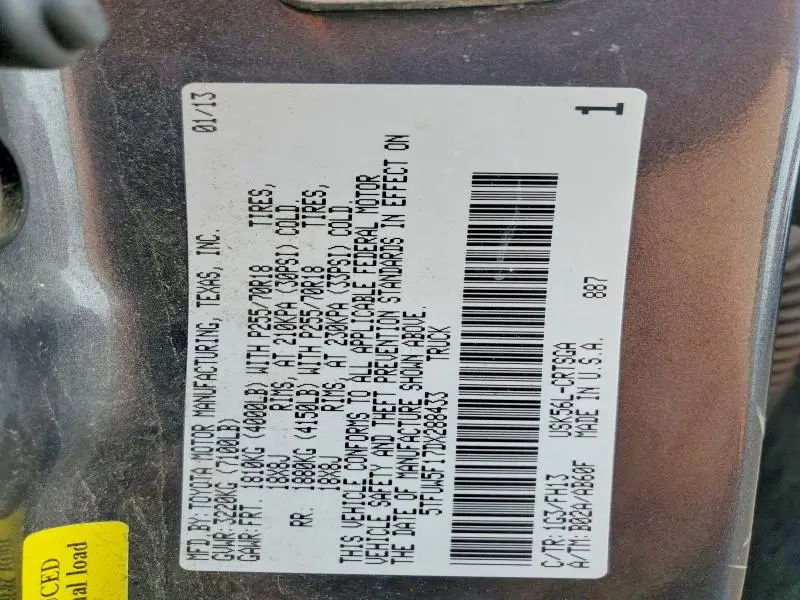 MFD.BY:TOYOTA MOTOR MANUFACTURING, TEXAS, INC. 01/13
GVWR:3220KG (7100LB)
GAWR:FRT. 1810KG (4000LB) WITH P255/70R18 TIRES,
18X8J RIMS, AT 210KPA (30PSI) COLD.
RR. 1880KG (4150LB) WITH P255/70R18 TIRES,
18X8J RIMS, AT 230KPA (33PSI) COLD.
THIS VEHICLE CONFORMS TO ALL APPLICABLE FEDERAL MOTOR
VEHICLE SAFETY AND THEFT PREVENTION STANDARDS IN EFFECT ON
THE DATE OF MANUFACTURE SHOWN ABOVE.
5TFUW5F17DX288433 TRUCK
C/TR:1G3/FH13 USK56L-CRTSGA 887
A/TM:B02A/AB60F MADE IN U.S.A.
1
UCED
nal load